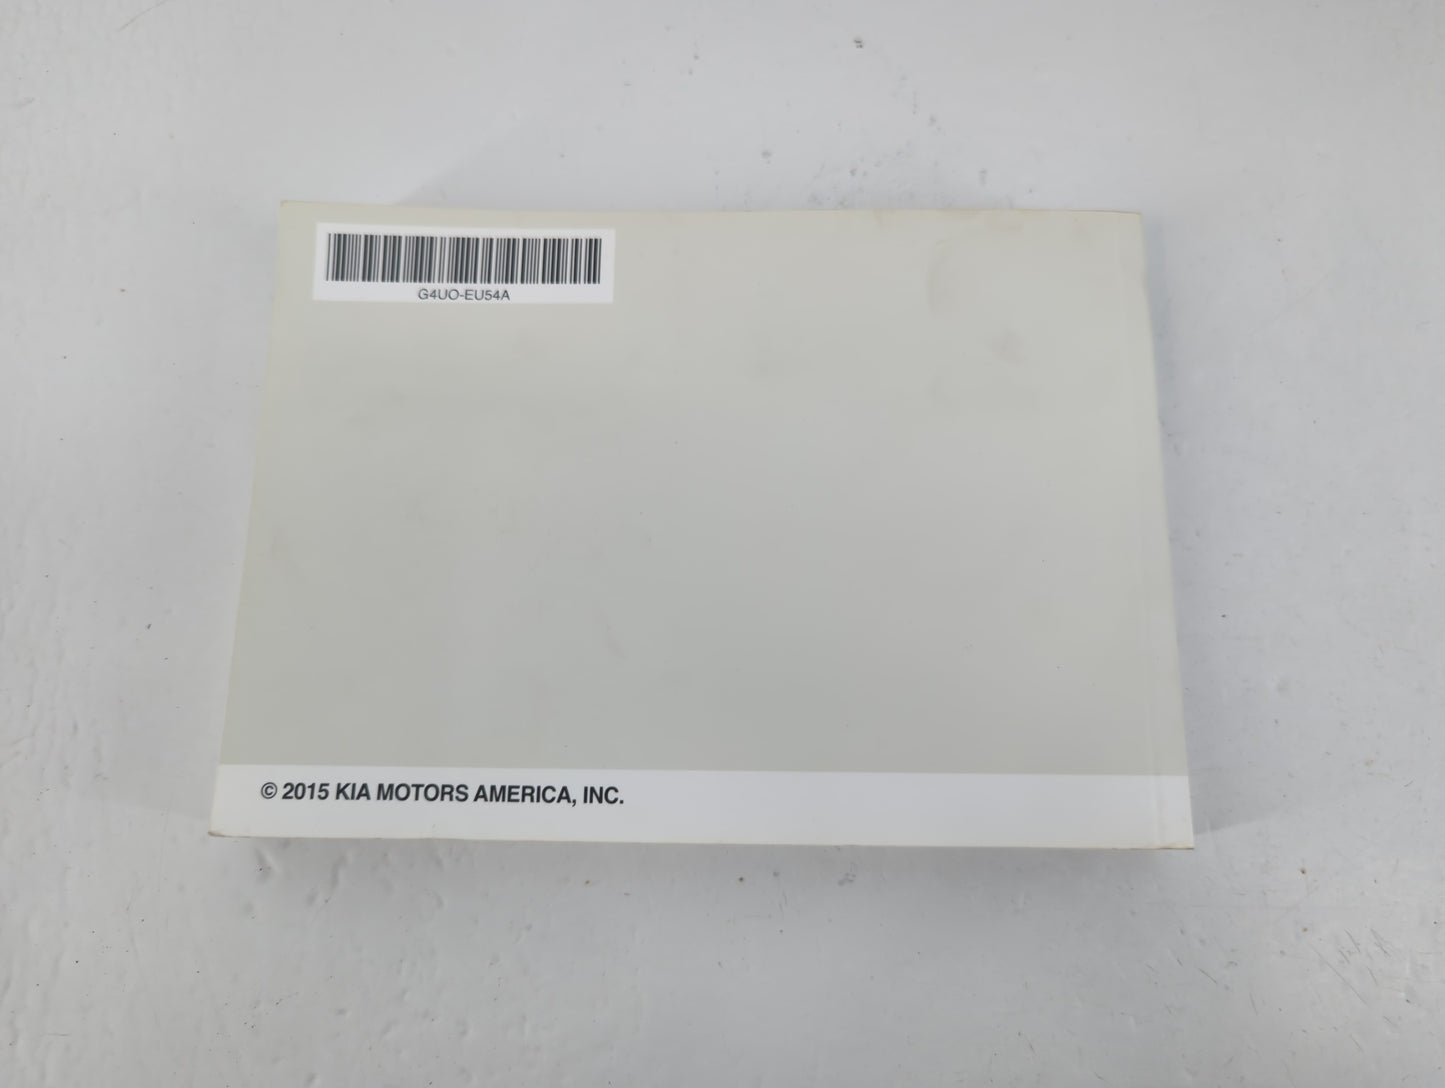 G4UO-EU54A
© 2015 KIA MOTORS AMERICA, INC.